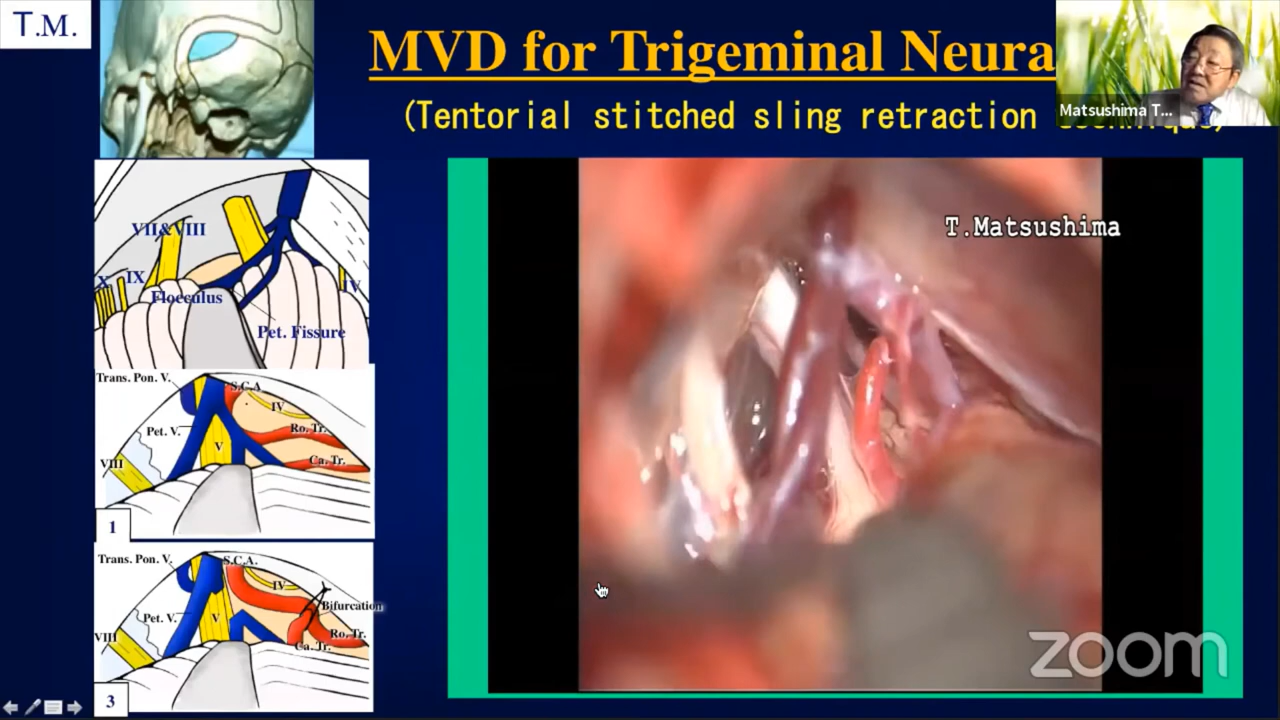 T.M.
MVD for Trigeminal Neura
(Tentorial stitched sling retraction
Matsushima T...
T.Matsushima
VII&VIII
X
IX
IV
Flocculus
Pet. Fissure
Trans. Pon. V.
S.C.A
IV
Pet. V.
Ro. Tr.
V
VIII
Ca. Tr.
1
Trans. Pon. V.
S.C.A.
IV
Bifurcation
Pet. V.
V
Ro. Tr.
VIII
Ca. Tr.
3
zoom